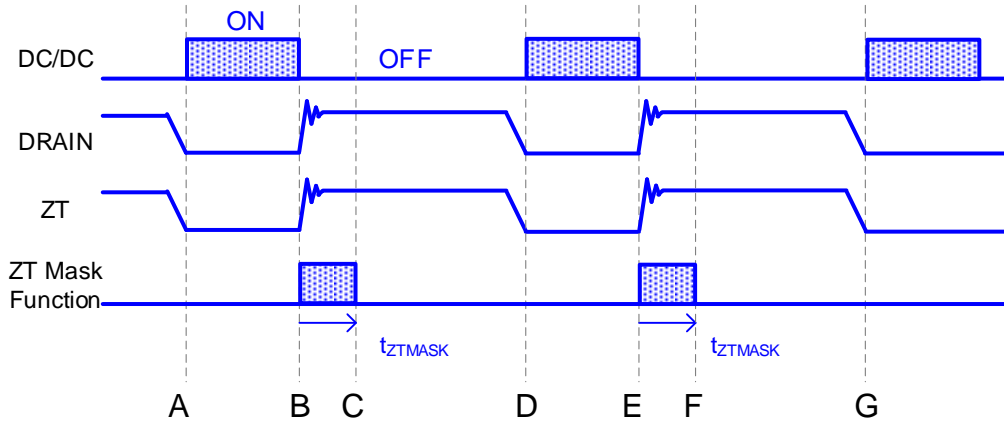 ON
DC/DC
OFF
DRAIN
ZT
ZT Mask
Function
tZTMASK
tZTMASK
A
B
C
D
E
F
G